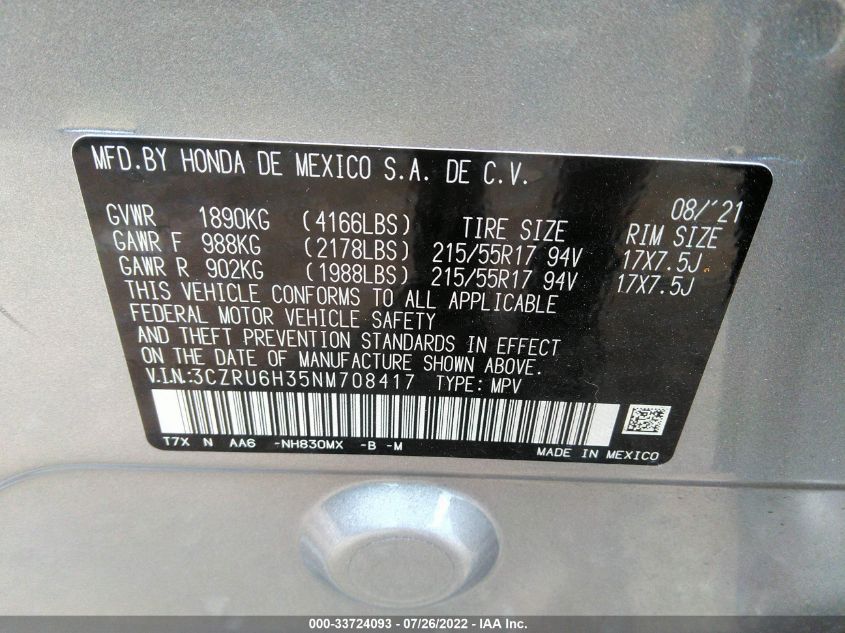 MFD.BY HONDA DE MEXICO S.A. DE C.V.
08/'21
GVWR 1890KG (4166LBS) TIRE SIZE RIM SIZE
GAWR F 988KG (2178LBS) 215/55R17 94V 17X7.5J
GAWR R 902KG (1988LBS) 215/55R17 94V 17X7.5J
THIS VEHICLE CONFORMS TO ALL APPLICABLE
FEDERAL MOTOR VEHICLE SAFETY
AND THEFT PREVENTION STANDARDS IN EFFECT
ON THE DATE OF MANUFACTURE SHOWN ABOVE.
V.I.N.:3CZRU6H35NM708417 TYPE: MPV
T7X N AA6 -NH830MX -B -M
MADE IN MEXICO
000-33724093 - 07/26/2022 - IAA Inc.